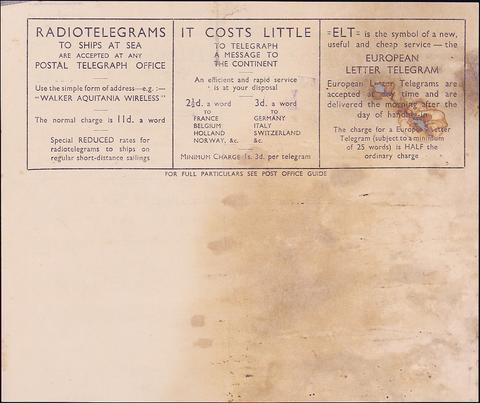 RADIOTELEGRAMS
TO SHIPS AT SEA
ARE ACCEPTED AT ANY
POSTAL TELEGRAPH OFFICE
Use the simple form of address—e.g. :—
"WALKER AQUITANIA WIRELESS"
The normal charge is 11d. a word
Special REDUCED rates for
radiotelegrams to ships on
regular short-distance sailings
IT COSTS LITTLE
TO TELEGRAPH
A MESSAGE TO
THE CONTINENT
An efficient and rapid service
is at your disposal
2½d. a word
TO
FRANCE
BELGIUM
HOLLAND
NORWAY, &c.
3d. a word
TO
GERMANY
ITALY
SWITZERLAND
&c.
MINIMUM CHARGE 1s. 3d. per telegram
=ELT= is the symbol of a new,
useful and cheap service—the
EUROPEAN
LETTER TELEGRAM
European Letter Telegrams are
accepted any time and are
delivered the morning after the
day of handing
The charge for a European Letter
Telegram (subject to a minimum
of 25 words) is HALF the
ordinary charge
FOR FULL PARTICULARS SEE POST OFFICE GUIDE